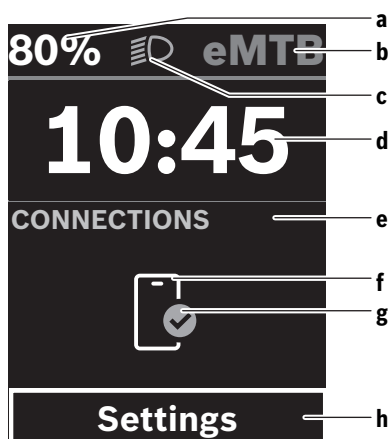 a
80% eMTB b
c
10:45 d
CONNECTIONS e
f
g
Settings h